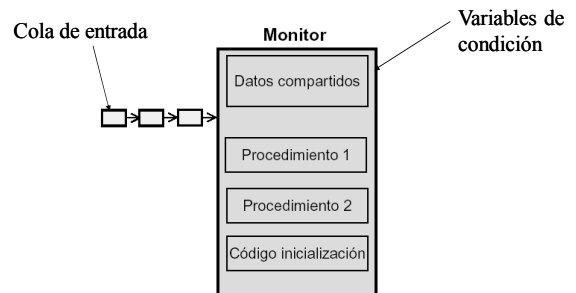 Cola de entrada
Variables de
condición
Monitor
Datos compartidos
Procedimiento 1
Procedimiento 2
Código inicialización